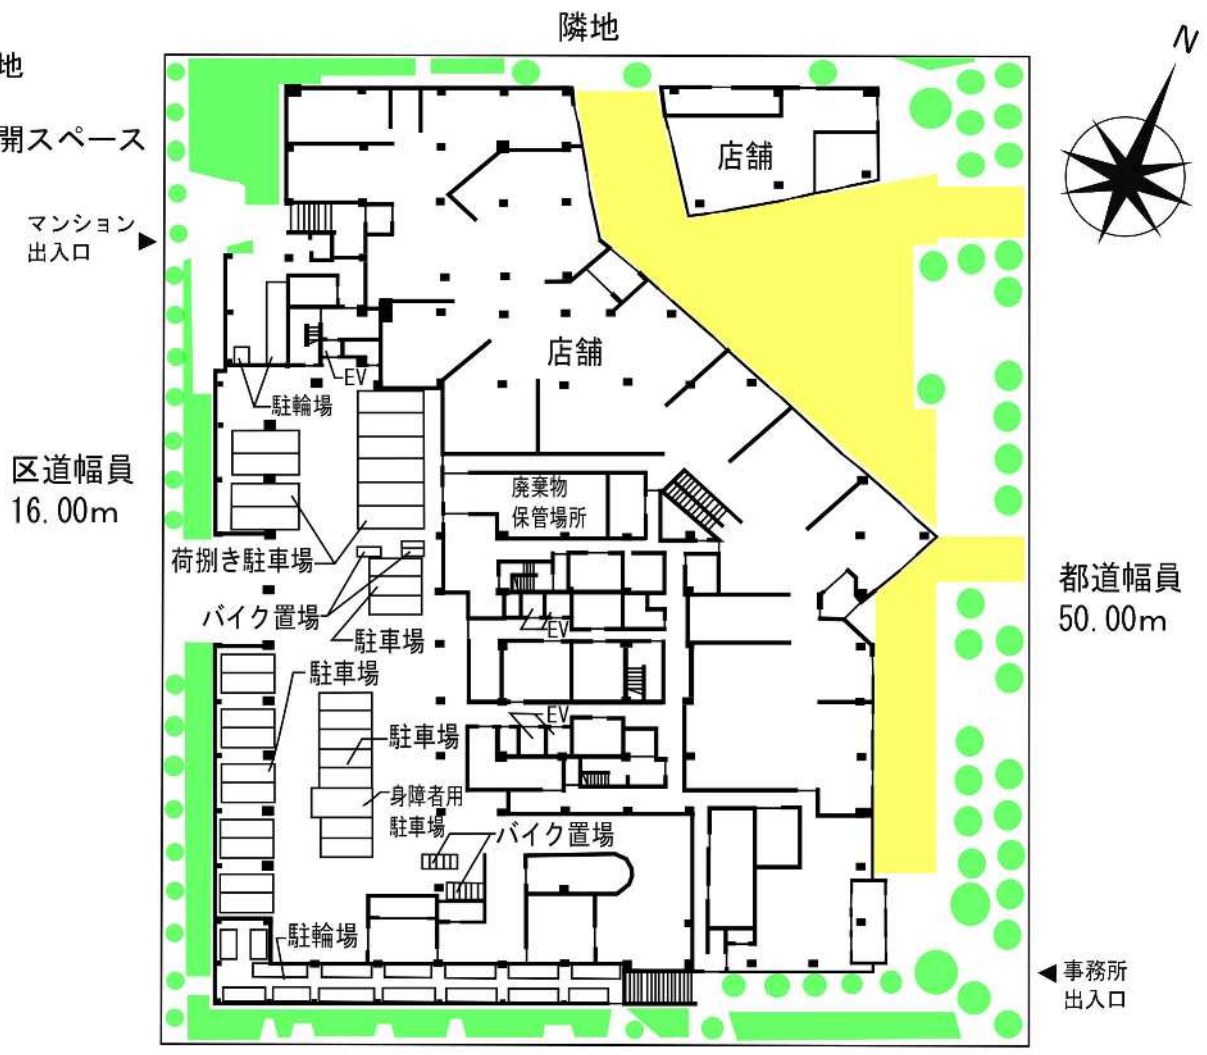 隣地
N
地
開スペース
店舗
マンション
出入口
店舗
EV
駐輪場
区道幅員
16.00m
廃棄物
保管場所
荷捌き駐車場
バイク置場
駐車場
EV
都道幅員
50.00m
駐車場
EV
駐車場
身障者用
駐車場
バイク置場
駐輪場
事務所
出入口